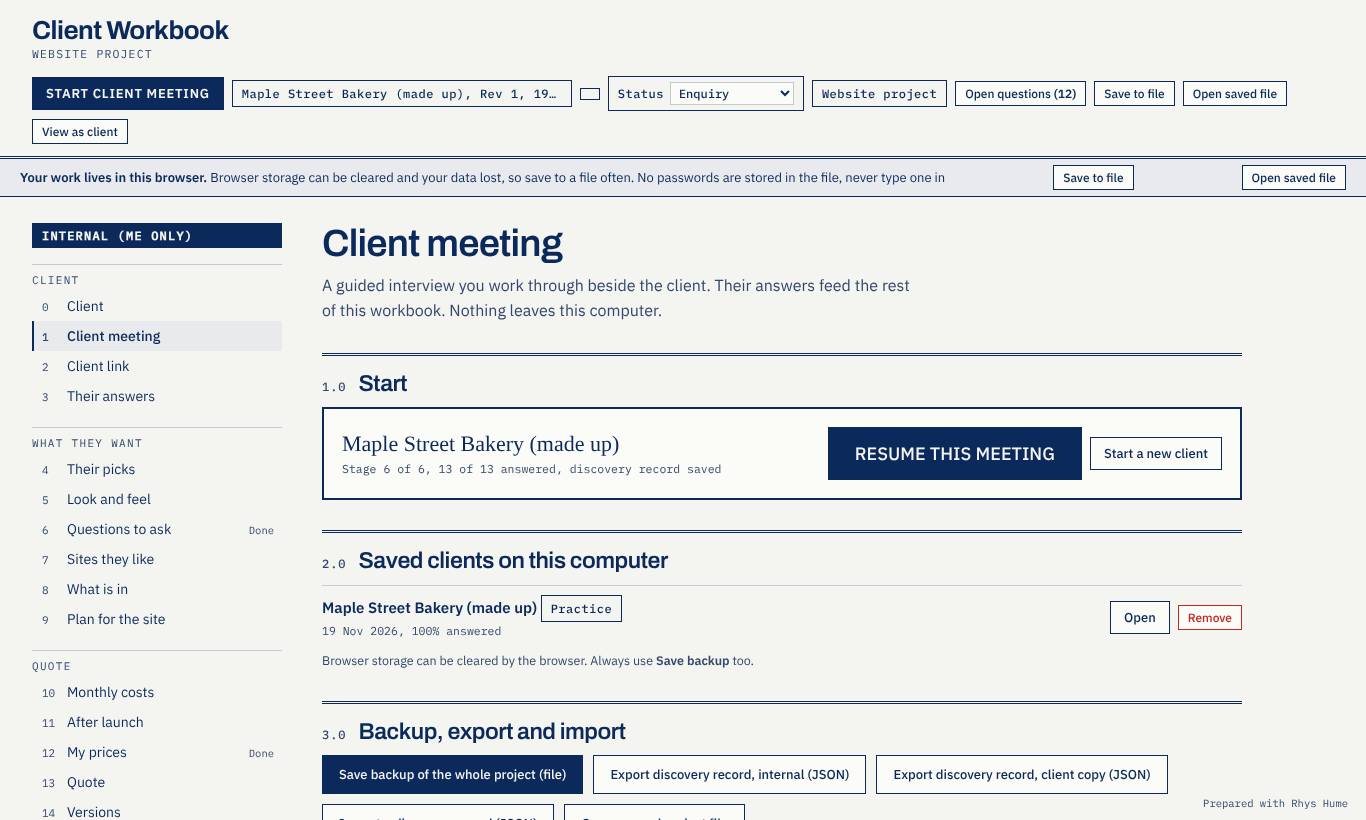 Client Workbook
WEBSITE PROJECT
START CLIENT MEETING
Maple Street Bakery (made up), Rev 1, 19…
Status Enquiry
Website project
Open questions (12)
Save to file
Open saved file
View as client
Your work lives in this browser. Browser storage can be cleared and your data lost, so save to a file often. No passwords are stored in the file, never type one in
Save to file
Open saved file
INTERNAL (ME ONLY)
CLIENT
0 Client
1 Client meeting
2 Client link
3 Their answers
WHAT THEY WANT
4 Their picks
5 Look and feel
6 Questions to ask Done
7 Sites they like
8 What is in
9 Plan for the site
QUOTE
10 Monthly costs
11 After launch
12 My prices Done
13 Quote
14 Versions
Client meeting
A guided interview you work through beside the client. Their answers feed the rest
of this workbook. Nothing leaves this computer.
1.0 Start
Maple Street Bakery (made up)
Stage 6 of 6, 13 of 13 answered, discovery record saved
RESUME THIS MEETING
Start a new client
2.0 Saved clients on this computer
Maple Street Bakery (made up) Practice
19 Nov 2026, 100% answered
Open
Remove
Browser storage can be cleared by the browser. Always use Save backup too.
3.0 Backup, export and import
Save backup of the whole project (file)
Export discovery record, internal (JSON)
Export discovery record, client copy (JSON)
Prepared with Rhys Hume